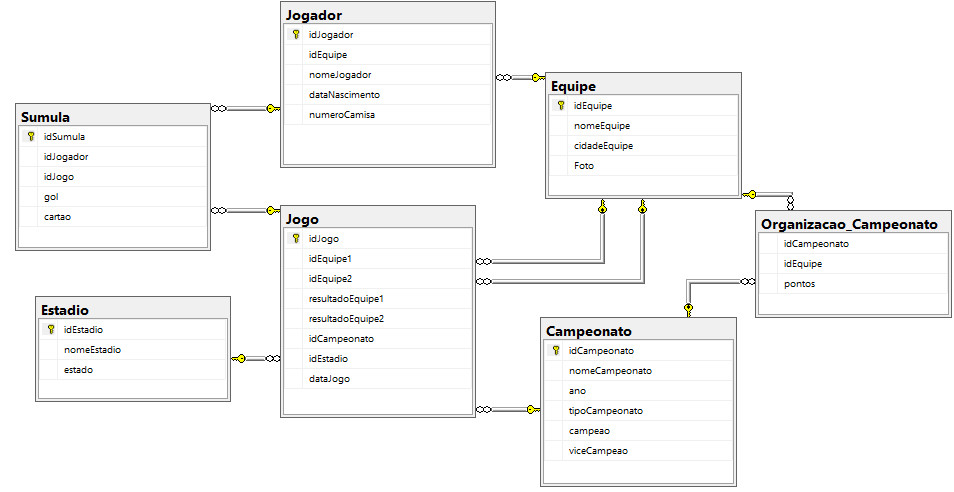 Jogador
idJogador
idEquipe
nomeJogador
dataNascimento
numeroCamisa
Equipe
idEquipe
nomeEquipe
cidadeEquipe
Foto
Sumula
idSumula
idJogador
idJogo
gol
cartao
Jogo
idJogo
idEquipe1
idEquipe2
resultadoEquipe1
resultadoEquipe2
idCampeonato
idEstadio
dataJogo
Organizacao_Campeonato
idCampeonato
idEquipe
pontos
Estadio
idEstadio
nomeEstadio
estado
Campeonato
idCampeonato
nomeCampeonato
ano
tipoCampeonato
campeao
viceCampeao